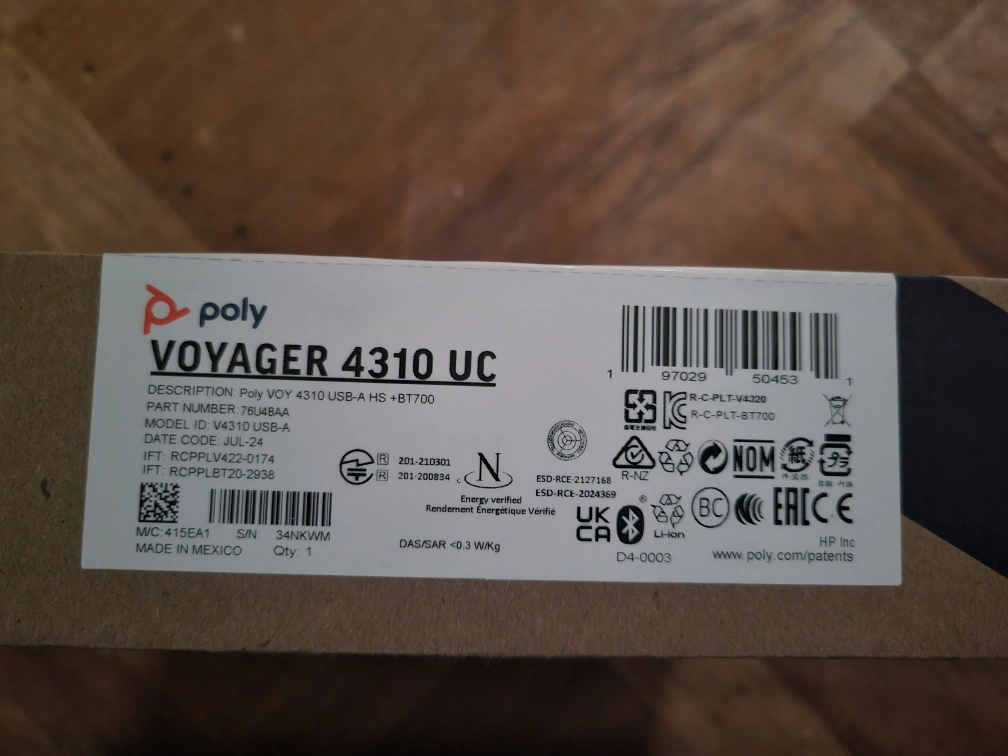 poly
VOYAGER 4310 UC
DESCRIPTION: Poly VOY 4310 USB-A HS +BT700
PART NUMBER: 76U48AA
MODEL ID: V4310 USB-A
DATE CODE: JUL-24
IFT: RCPPLV422-0174
IFT: RCPPLBT20-2938
M/C: 415EA1 S/N: 34NKWM
MADE IN MEXICO Qty: 1
R 201-210301
R 201-200834
N
Energy verified
Rendement Énergétique Vérifié
DAS/SAR <0.3 W/Kg
ESD-RCE-2127168
ESD-RCE-2024369
1 97029 50453 1
R-C-PLT-V4320
R-C-PLT-BT700
R-NZ
NOM
紙
プラ
UK
CA
Li-ion
BC
EAC
CE
D4-0003
HP Inc
www.poly.com/patents